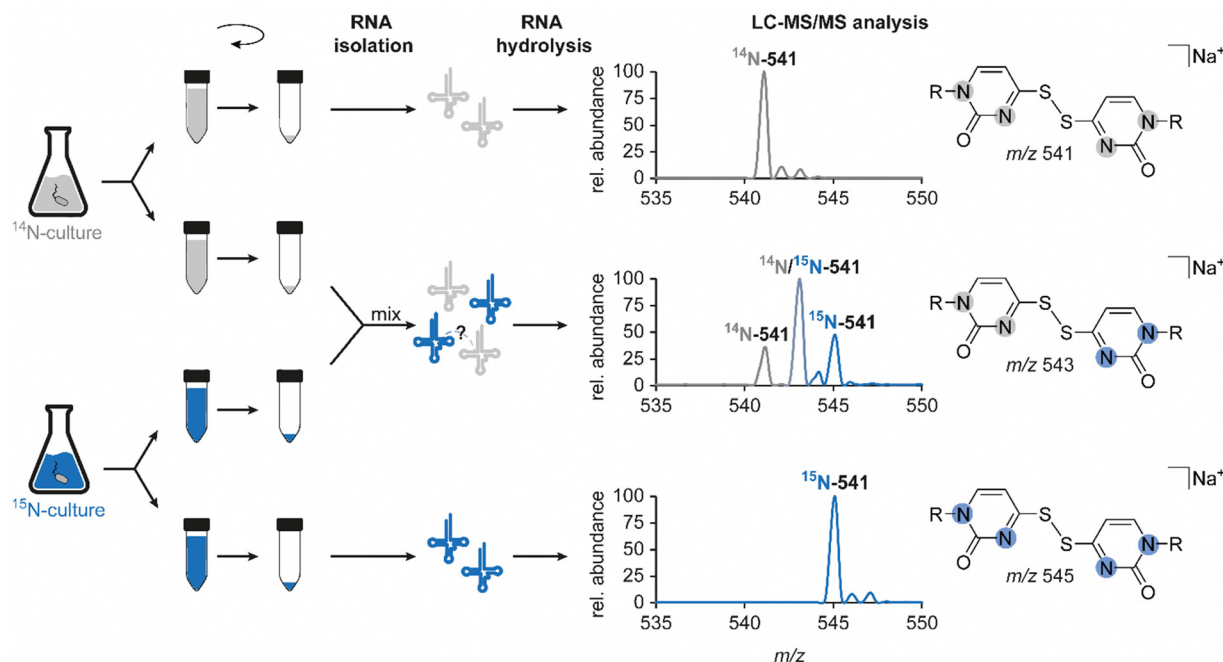 RNA
isolation
RNA
hydrolysis
LC-MS/MS analysis
¹⁴N-culture
¹⁴N-541
rel. abundance
100
75
50
25
0
535
540
545
550
R
N
N
O
S
S
N
N
R
O
Na⁺
m/z 541
mix
?
¹⁴N/¹⁵N-541
¹⁴N-541
¹⁵N-541
rel. abundance
100
75
50
25
0
535
540
545
550
R
N
N
O
S
S
N
N
R
O
Na⁺
m/z 543
¹⁵N-culture
¹⁵N-541
rel. abundance
100
75
50
25
0
535
540
545
550
m/z
R
N
N
O
S
S
N
N
R
O
Na⁺
m/z 545